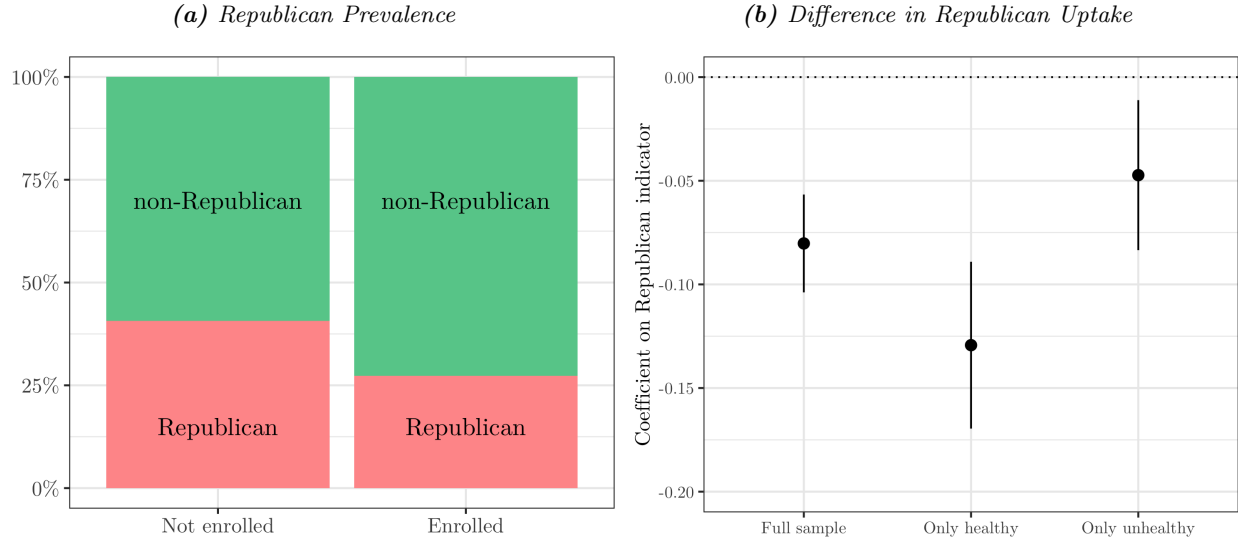 (a) Republican Prevalence
100%
75%
50%
25%
0%
non-Republican
non-Republican
Republican
Republican
Not enrolled
Enrolled
(b) Difference in Republican Uptake
Coefficient on Republican indicator
0.00
-0.05
-0.10
-0.15
-0.20
Full sample
Only healthy
Only unhealthy